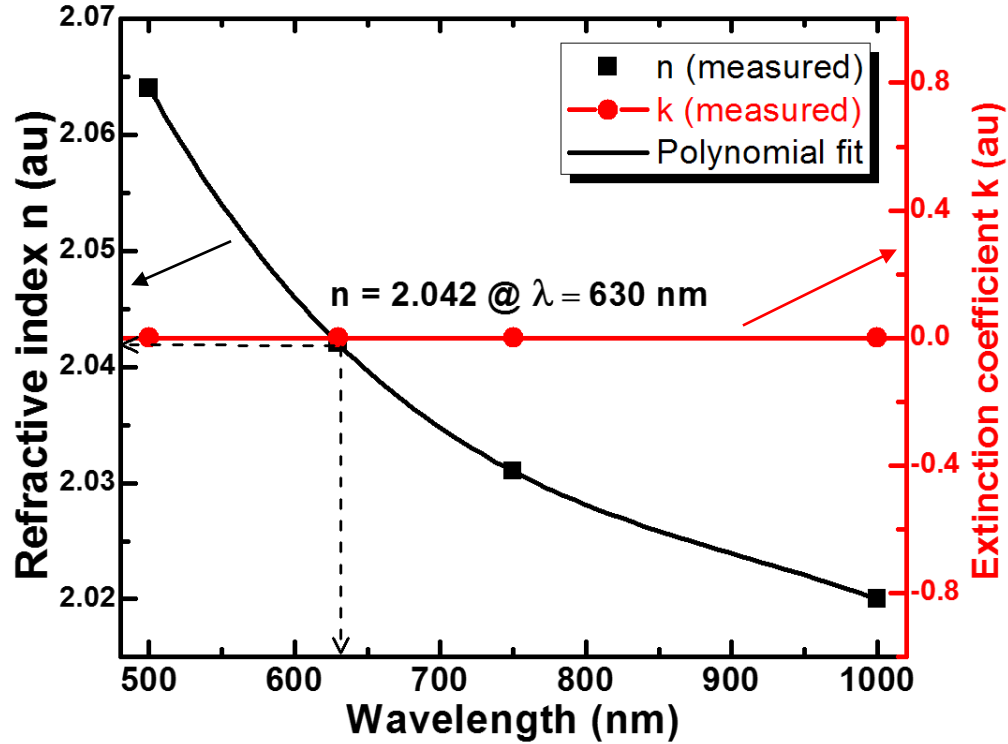 2.07
2.06
2.05
2.04
2.03
2.02
Refractive index n (au)
n (measured)
k (measured)
Polynomial fit
n = 2.042 @ λ = 630 nm
0.8
0.4
0.0
-0.4
-0.8
Extinction coefficient k (au)
500 600 700 800 900 1000
Wavelength (nm)